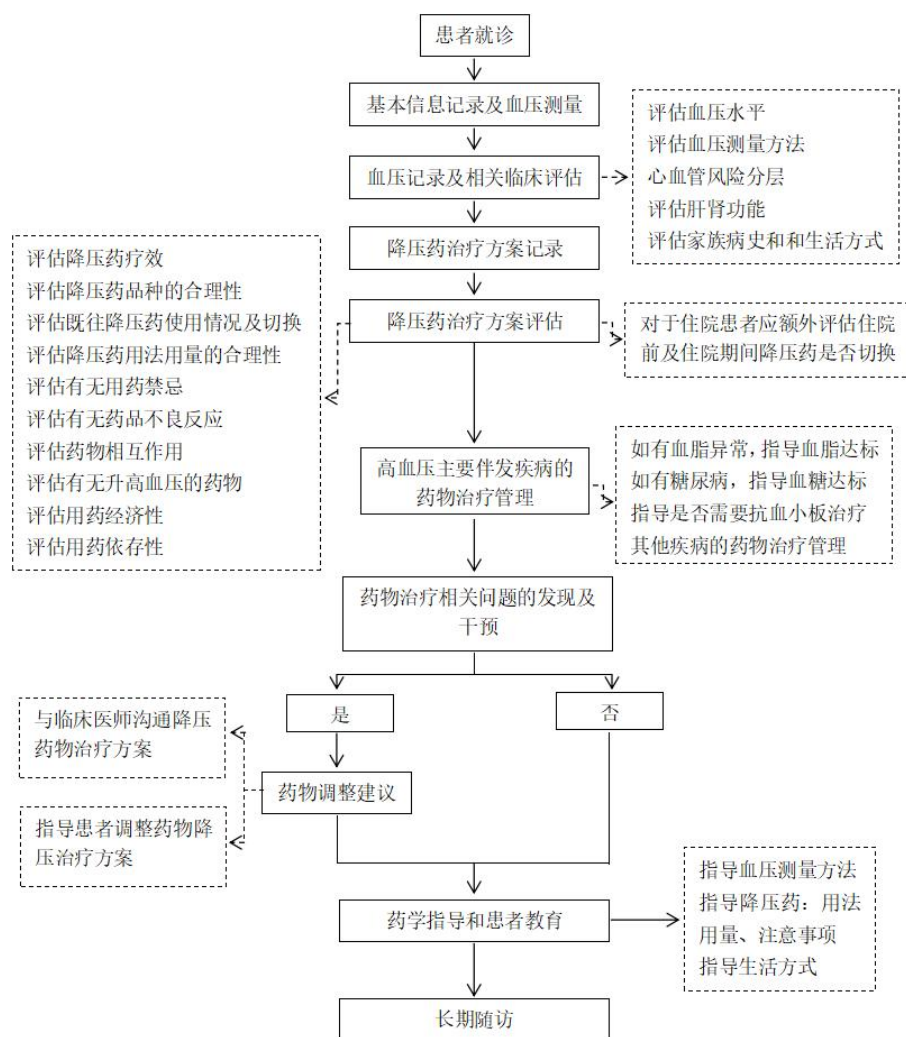 患者就诊
基本信息记录及血压测量
血压记录及相关临床评估
评估血压水平
评估血压测量方法
心血管风险分层
评估肝肾功能
评估家族病史和和生活方式
降压药治疗方案记录
降压药治疗方案评估
评估降压药疗效
评估降压药品种的合理性
评估既往降压药使用情况及切换
评估降压药用法用量的合理性
评估有无用药禁忌
评估有无药品不良反应
评估药物相互作用
评估有无升高血压的药物
评估用药经济性
评估用药依存性
对于住院患者应额外评估住院
前及住院期间降压药是否切换
高血压主要伴发疾病的
药物治疗管理
如有血脂异常，指导血脂达标
如有糖尿病，指导血糖达标
指导是否需要抗血小板治疗
其他疾病的药物治疗管理
药物治疗相关问题的发现及
干预
是
否
药物调整建议
与临床医师沟通降压
药物治疗方案
指导患者调整药物降
压治疗方案
药学指导和患者教育
指导血压测量方法
指导降压药：用法
用量、注意事项
指导生活方式
长期随访